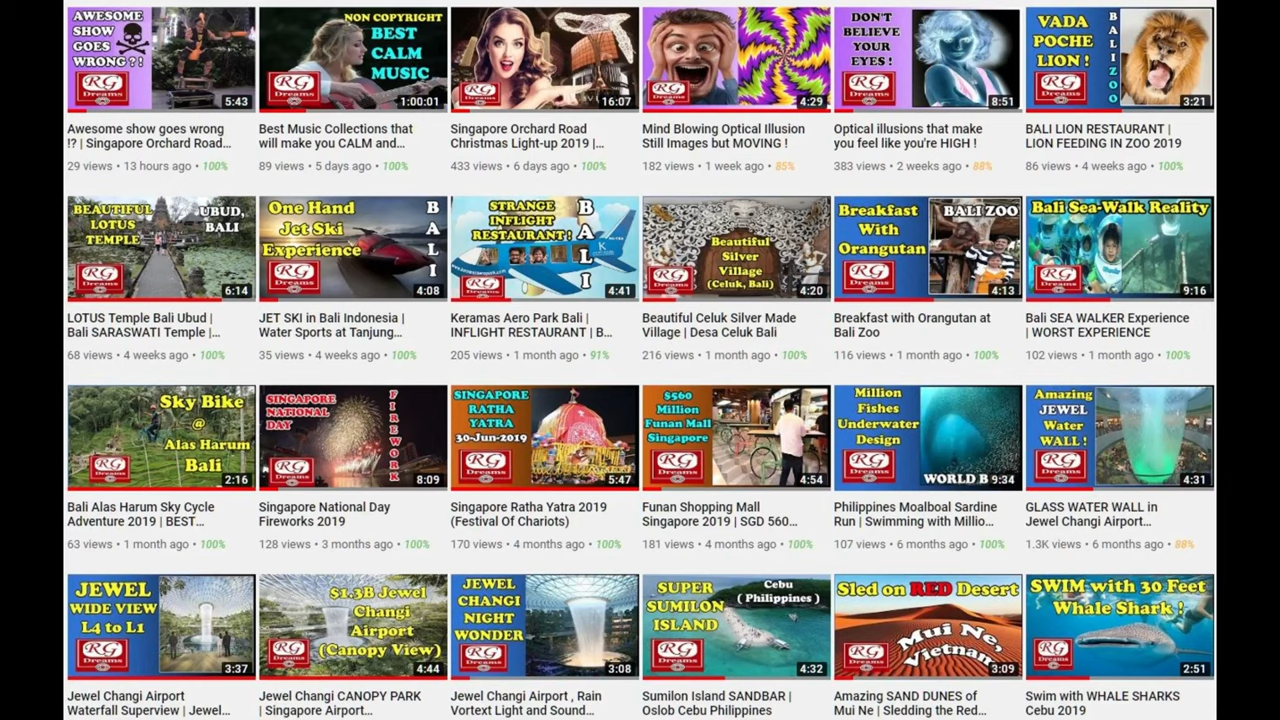 AWESOME
SHOW
GOES
WRONG?!
RG
Dreams
5:43
Awesome show goes wrong
!? | Singapore Orchard Road...
29 views • 13 hours ago • 100%
NON COPYRIGHT
BEST
CALM
MUSIC
RG
Dreams
1:00:01
Best Music Collections that
will make you CALM and...
89 views • 5 days ago • 100%
RG
Dreams
16:07
Singapore Orchard Road
Christmas Light-up 2019 |...
433 views • 6 days ago • 100%
RG
Dreams
4:29
Mind Blowing Optical Illusion
Still Images but MOVING !
182 views • 1 week ago • 85%
DON'T
BELIEVE
YOUR
EYES !
RG
Dreams
8:51
Optical illusions that make
you feel like you're HIGH !
383 views • 2 weeks ago • 88%
VADA
POCHE
LION !
BALI ZOO
RG
Dreams
3:21
BALI LION RESTAURANT |
LION FEEDING IN ZOO 2019
86 views • 4 weeks ago • 100%
BEAUTIFUL
LOTUS
TEMPLE
UBUD,
BALI
RG
Dreams
6:14
LOTUS Temple Bali Ubud |
Bali SARASWATI Temple |...
68 views • 4 weeks ago • 100%
One Hand
Jet Ski
Experience
BALI
RG
Dreams
4:08
JET SKI in Bali Indonesia |
Water Sports at Tanjung...
35 views • 4 weeks ago • 100%
STRANGE
INFLIGHT
RESTAURANT !
BALI
RG
Dreams
4:41
Keramas Aero Park Bali |
INFLIGHT RESTAURANT | B...
205 views • 1 month ago • 91%
Beautiful
Silver
Village
(Celuk, Bali)
RG
Dreams
4:20
Beautiful Celuk Silver Made
Village | Desa Celuk Bali
216 views • 1 month ago • 100%
Breakfast
With
Orangutan
BALI ZOO
RG
Dreams
4:13
Breakfast with Orangutan at
Bali Zoo
116 views • 1 month ago • 100%
Bali Sea-Walk Reality
RG
Dreams
9:16
Bali SEA WALKER Experience
| WORST EXPERIENCE
102 views • 1 month ago • 100%
Sky Bike
@
Alas Harum
Bali
RG
Dreams
2:16
Bali Alas Harum Sky Cycle
Adventure 2019 | BEST...
63 views • 1 month ago • 100%
SINGAPORE
NATIONAL
DAY
FIREWORK
RG
Dreams
8:09
Singapore National Day
Fireworks 2019
128 views • 3 months ago • 100%
SINGAPORE
RATHA
YATRA
30-Jun-2019
RG
Dreams
5:47
Singapore Ratha Yatra 2019
(Festival Of Chariots)
170 views • 4 months ago • 100%
$560
Million
Funan Mall
Singapore
RG
Dreams
4:54
Funan Shopping Mall
Singapore 2019 | SGD 560...
181 views • 4 months ago • 100%
Million
Fishes
Underwater
Design
WORLD B
RG
Dreams
9:34
Philippines Moalboal Sardine
Run | Swimming with Millio...
107 views • 6 months ago • 100%
Amazing
JEWEL
Water
WALL !
RG
Dreams
4:31
GLASS WATER WALL in
Jewel Changi Airport...
1.3K views • 6 months ago • 88%
JEWEL
WIDE VIEW
L4 to L1
RG
Dreams
3:37
Jewel Changi Airport
Waterfall Superview | Jewel...
$1.3B Jewel
Changi
Airport
(Canopy View)
RG
Dreams
4:44
Jewel Changi CANOPY PARK
| Singapore Airport...
JEWEL
CHANGI
NIGHT
WONDER
RG
Dreams
3:08
Jewel Changi Airport , Rain
Vortext Light and Sound...
SUPER
SUMILON
ISLAND
Cebu
( Philippines )
RG
Dreams
4:32
Sumilon Island SANDBAR |
Oslob Cebu Philippines
Sled on RED Desert
Mui Ne,
Vietnam
RG
Dreams
3:09
Amazing SAND DUNES of
Mui Ne | Sledding the Red...
SWIM with 30 Feet
Whale Shark !
RG
Dreams
2:51
Swim with WHALE SHARKS
Cebu 2019